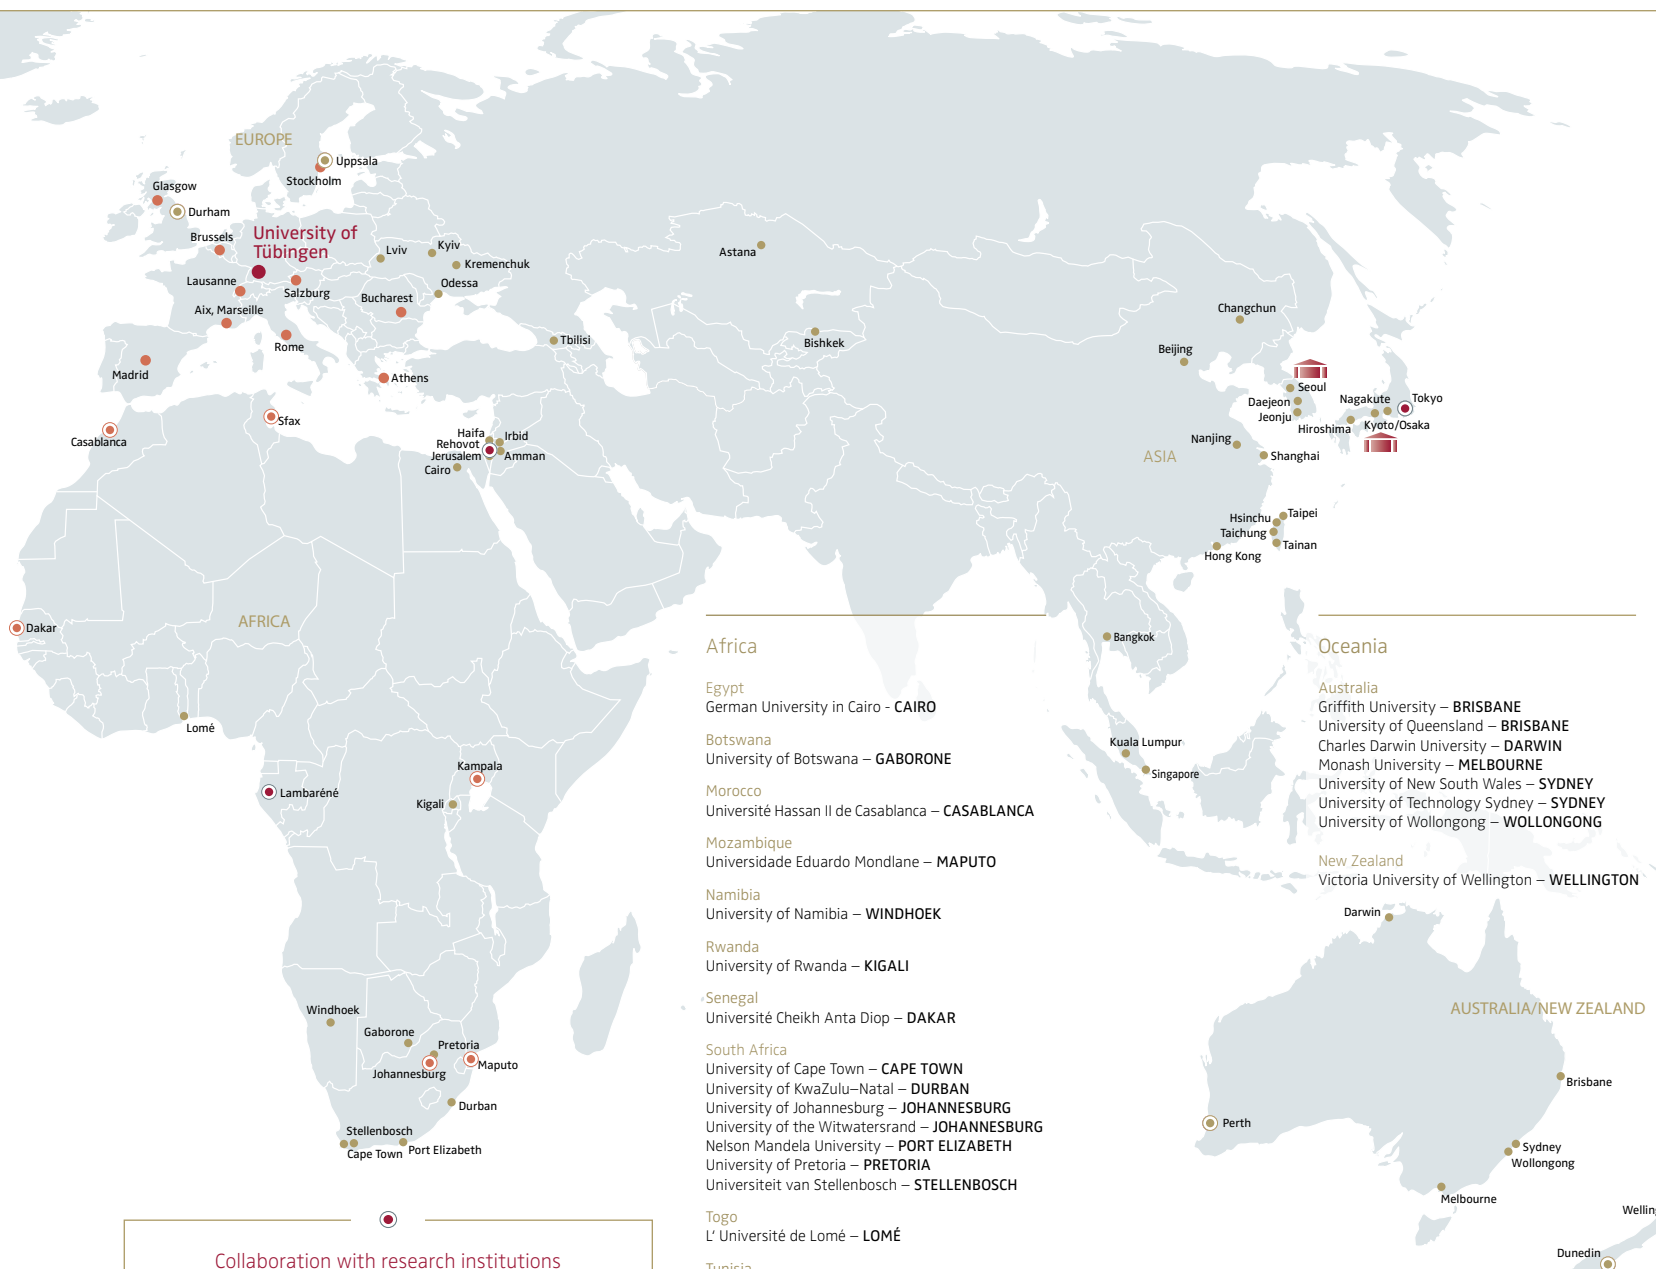 EUROPE
Uppsala
Stockholm
Glasgow
Durham
Brussels
University of
Tübingen
Lviv
Kyiv
Kremenchuk
Lausanne
Salzburg
Odessa
Bucharest
Aix, Marseille
Rome
Tbilisi
Madrid
Athens
Astana
Bishkek
Changchun
Beijing
Seoul
Daejeon
Jeonju
Nagakute
Tokyo
Hiroshima
Kyoto/Osaka
Nanjing
Shanghai
ASIA
Casablanca
Sfax
Haifa
Irbid
Rehovot
Jerusalem
Amman
Cairo
Hsinchu
Taipei
Taichung
Tainan
Hong Kong
AFRICA
Dakar
Bangkok
Lomé
Kuala Lumpur
Singapore
Kampala
Lambaréné
Kigali
Windhoek
Gaborone
Pretoria
Johannesburg
Maputo
Durban
Stellenbosch
Cape Town
Port Elizabeth
Collaboration with research institutions
Africa
Egypt
German University in Cairo - CAIRO
Botswana
University of Botswana – GABORONE
Morocco
Université Hassan II de Casablanca – CASABLANCA
Mozambique
Universidade Eduardo Mondlane – MAPUTO
Namibia
University of Namibia – WINDHOEK
Rwanda
University of Rwanda – KIGALI
Senegal
Université Cheikh Anta Diop – DAKAR
South Africa
University of Cape Town – CAPE TOWN
University of KwaZulu–Natal – DURBAN
University of Johannesburg – JOHANNESBURG
University of the Witwatersrand – JOHANNESBURG
Nelson Mandela University – PORT ELIZABETH
University of Pretoria – PRETORIA
Universiteit van Stellenbosch – STELLENBOSCH
Togo
L' Université de Lomé – LOMÉ
Tunisia
Oceania
Australia
Griffith University – BRISBANE
University of Queensland – BRISBANE
Charles Darwin University – DARWIN
Monash University – MELBOURNE
University of New South Wales – SYDNEY
University of Technology Sydney – SYDNEY
University of Wollongong – WOLLONGONG
New Zealand
Victoria University of Wellington – WELLINGTON
Darwin
AUSTRALIA/NEW ZEALAND
Brisbane
Perth
Sydney
Wollongong
Melbourne
Dunedin